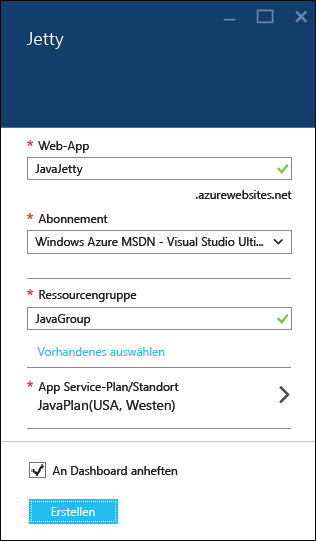 Jetty
* Web-App
JavaJetty
.azurewebsites.net
* Abonnement
Windows Azure MSDN - Visual Studio Ulti...
* Ressourcengruppe
JavaGroup
Vorhandenes auswählen
* App Service-Plan/Standort
JavaPlan(USA, Westen)
An Dashboard anheften
Erstellen